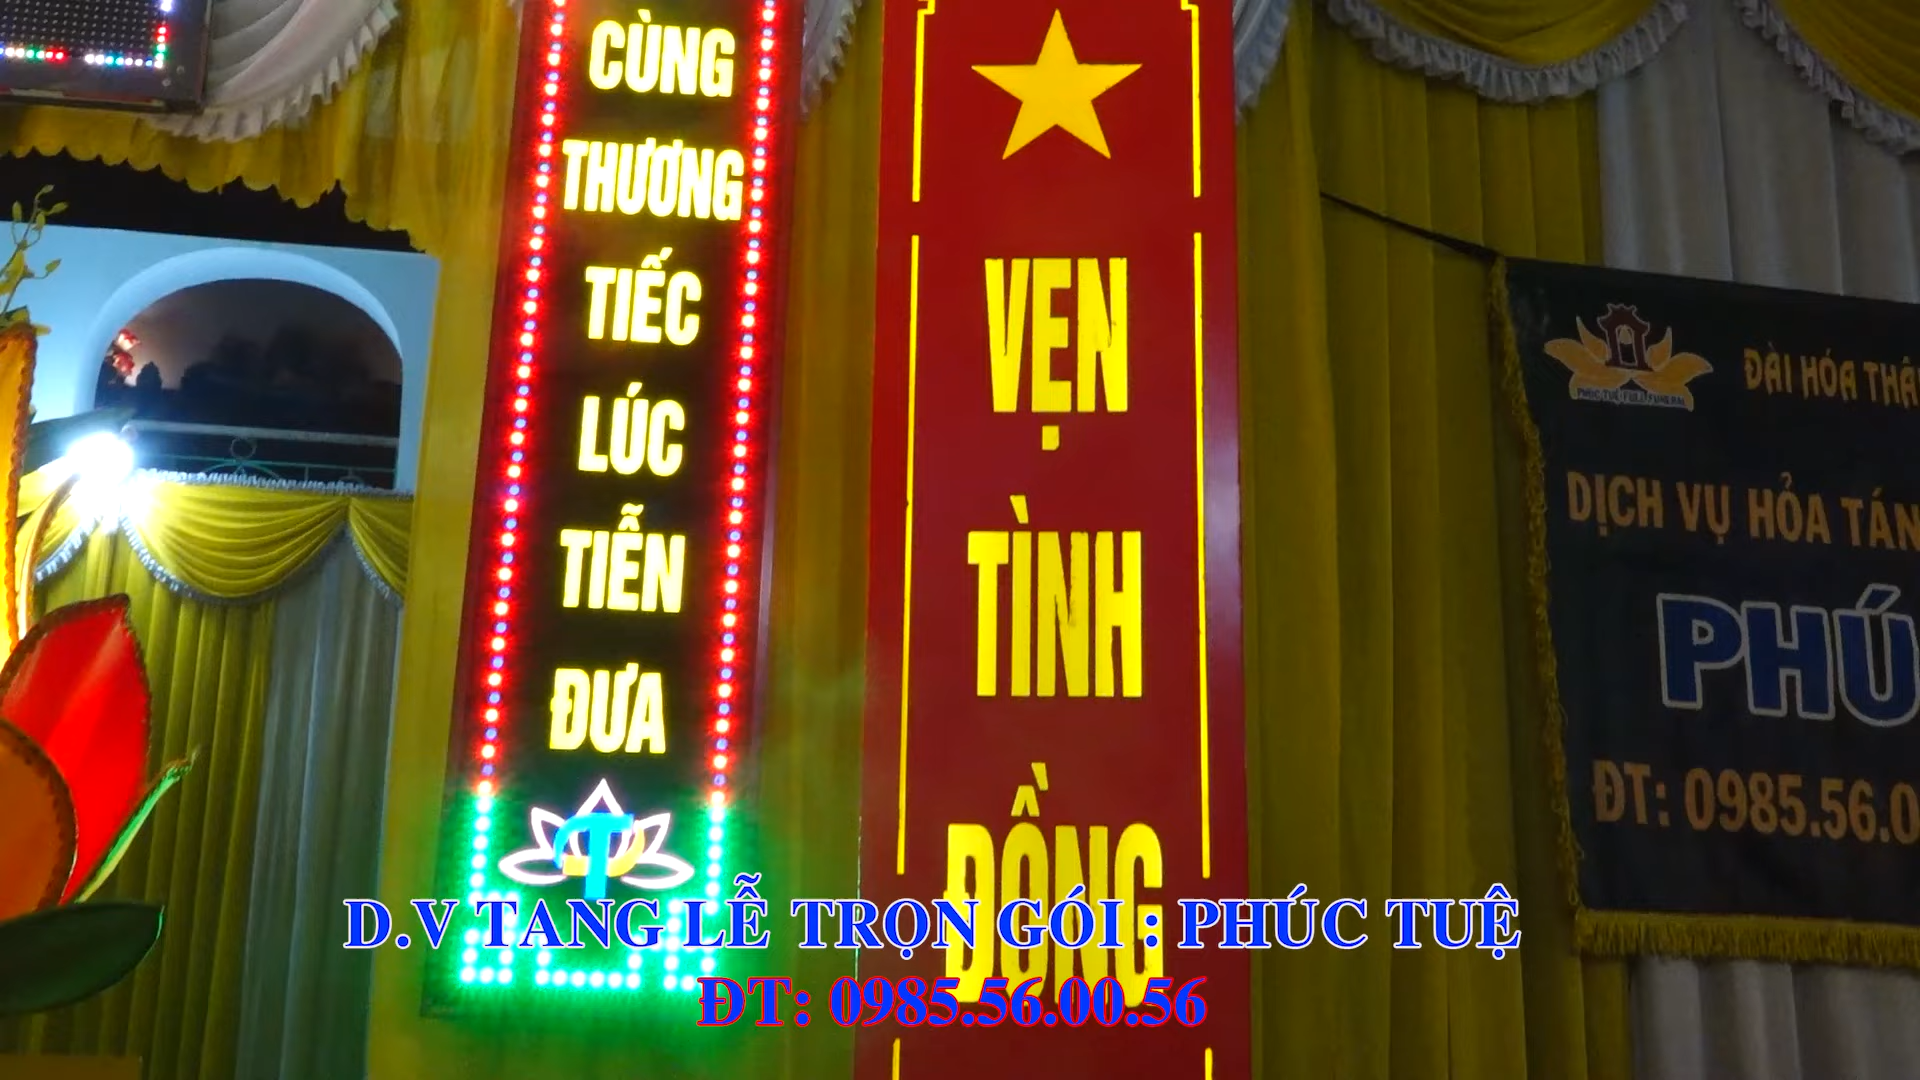 CÙNG
THƯƠNG
TIẾC
LÚC
TIỄN
ĐƯA
VẸN
TÌNH
ĐỒNG
ĐÀI HÓA THÂ
DỊCH VỤ HỎA TÁN
PHÚ
ĐT: 0985.56.0
D.V TANG LỄ TRỌN GÓI : PHÚC TUỆ
ĐT: 0985.56.00.56